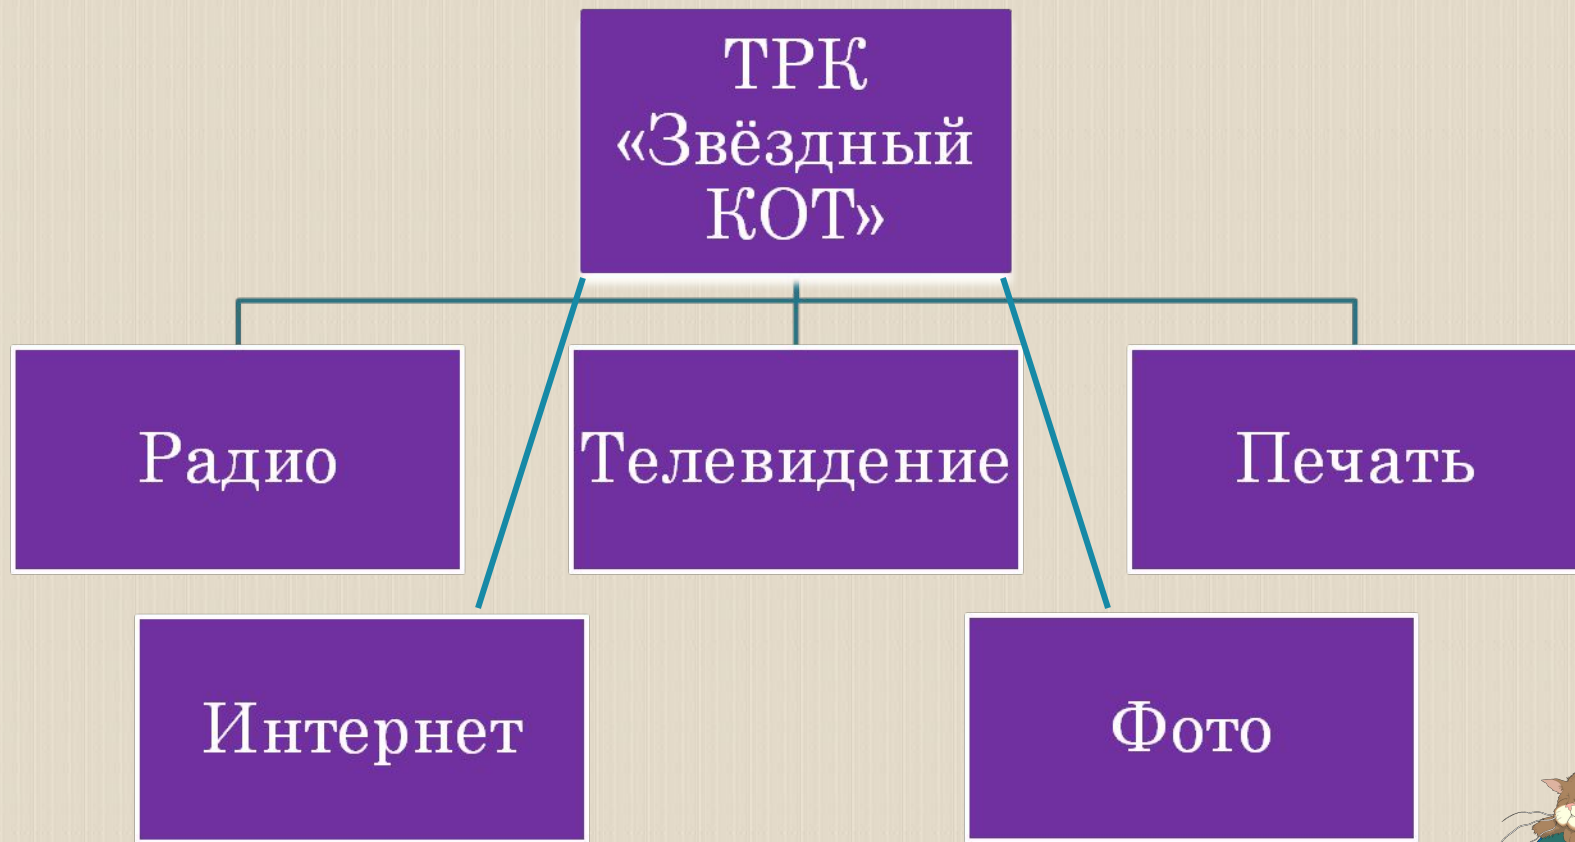 ТРК
«Звёздный
КОТ»
Радио
Телевидение
Печать
Интернет
Фото